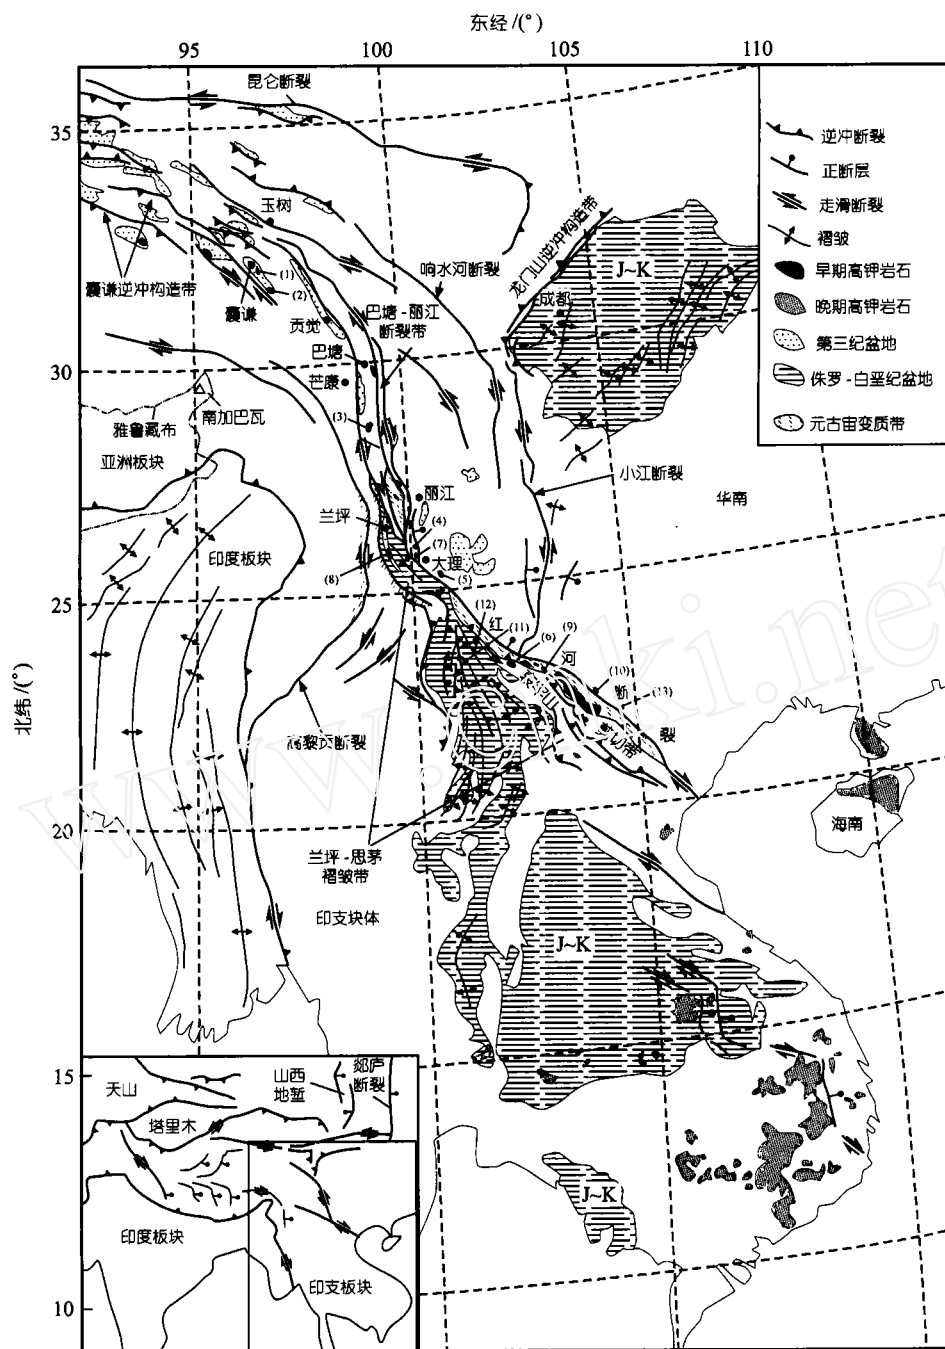 东经/(°)
95
100
105
110
35
30
25
20
15
10
北纬/(°)
昆仑断裂
玉树
响水河断裂
龙门山逆冲构造带
J~K
成都
囊谦逆冲构造带
(1)
(2)
囊谦
贡觉
巴塘-丽江
断裂带
巴塘
芒康
(3)
南加巴瓦
雅鲁藏布
亚洲板块
印度板块
丽江
兰坪
(4)
(7)
大理
(8)
(5)
小江断裂
华南
(12)
红
(11)
(6)
(9)
河
(10)
断
(13)
裂
高黎贡断裂
兰坪-思茅
褶皱带
印支块体
海南
J~K
J~K
逆冲断裂
正断层
走滑断裂
褶皱
早期高钾岩石
晚期高钾岩石
第三纪盆地
侏罗-白垩纪盆地
元古宙变质带
天山
山西
地堑
郯庐
断裂
塔里木
印度板块
印支板块